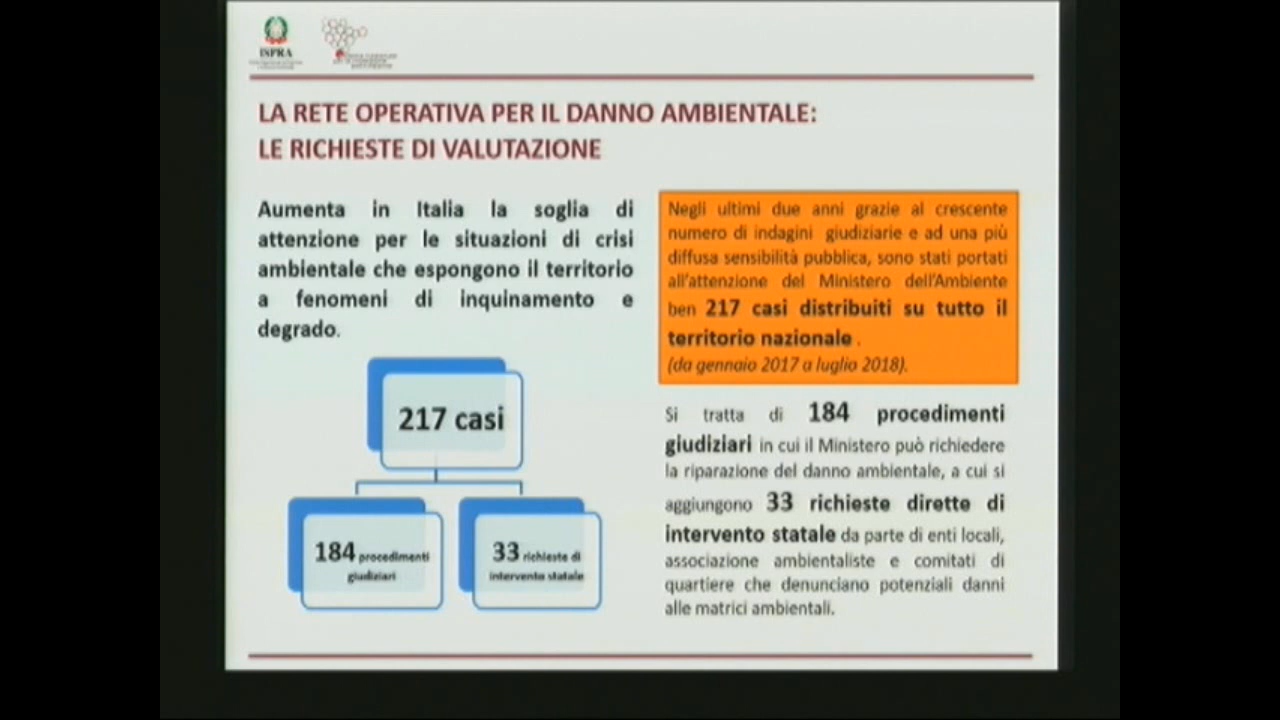 ISPRA
LA RETE OPERATIVA PER IL DANNO AMBIENTALE:
LE RICHIESTE DI VALUTAZIONE
Aumenta in Italia la soglia di
attenzione per le situazioni di crisi
ambientale che espongono il territorio
a fenomeni di inquinamento e
degrado.
217 casi
184 procedimenti
giudiziari
33 richieste di
intervento statale
Negli ultimi due anni grazie al crescente
numero di indagini giudiziarie e ad una più
diffusa sensibilità pubblica, sono stati portati
all'attenzione del Ministero dell'Ambiente
ben 217 casi distribuiti su tutto il
territorio nazionale .
(da gennaio 2017 a luglio 2018).
Si tratta di 184 procedimenti
giudiziari in cui il Ministero può richiedere
la riparazione del danno ambientale, a cui si
aggiungono 33 richieste dirette di
intervento statale da parte di enti locali,
associazione ambientaliste e comitati di
quartiere che denunciano potenziali danni
alle matrici ambientali.